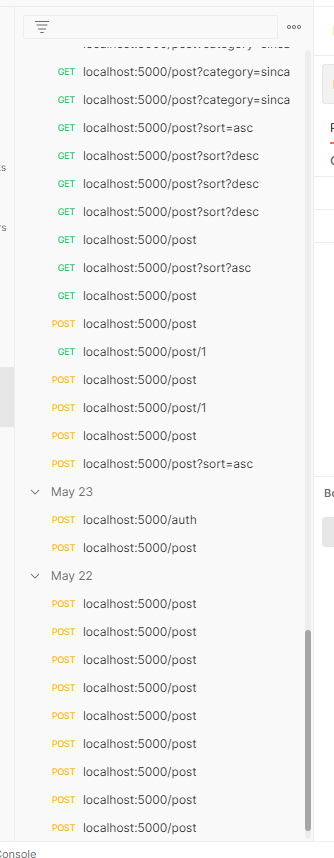 GET localhost:5000/post?category=sinca
GET localhost:5000/post?category=sinca
GET localhost:5000/post?sort=asc
GET localhost:5000/post?sort?desc
GET localhost:5000/post?sort?desc
GET localhost:5000/post?sort?desc
GET localhost:5000/post
GET localhost:5000/post?sort?asc
GET localhost:5000/post
POST localhost:5000/post
GET localhost:5000/post/1
POST localhost:5000/post
POST localhost:5000/post/1
POST localhost:5000/post
POST localhost:5000/post?sort=asc
May 23
POST localhost:5000/auth
POST localhost:5000/post
May 22
POST localhost:5000/post
POST localhost:5000/post
POST localhost:5000/post
POST localhost:5000/post
POST localhost:5000/post
POST localhost:5000/post
POST localhost:5000/post
POST localhost:5000/post
POST localhost:5000/post
Console